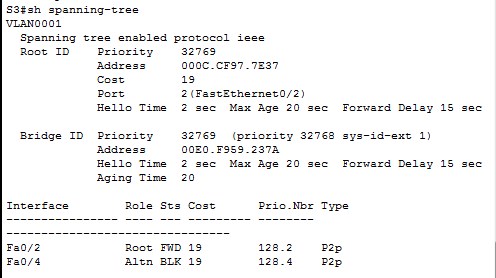 S3#sh spanning-tree
VLAN0001
  Spanning tree enabled protocol ieee
  Root ID    Priority    32769
             Address     000C.CF97.7E37
             Cost        19
             Port        2(FastEthernet0/2)
             Hello Time  2 sec  Max Age 20 sec  Forward Delay 15 sec

  Bridge ID  Priority    32769  (priority 32768 sys-id-ext 1)
             Address     00E0.F959.237A
             Hello Time  2 sec  Max Age 20 sec  Forward Delay 15 sec
             Aging Time  20

Interface        Role Sts Cost      Prio.Nbr Type
---------------- ---- --- --------- -------- --------------------------------
Fa0/2            Root FWD 19        128.2    P2p
Fa0/4            Altn BLK 19        128.4    P2p